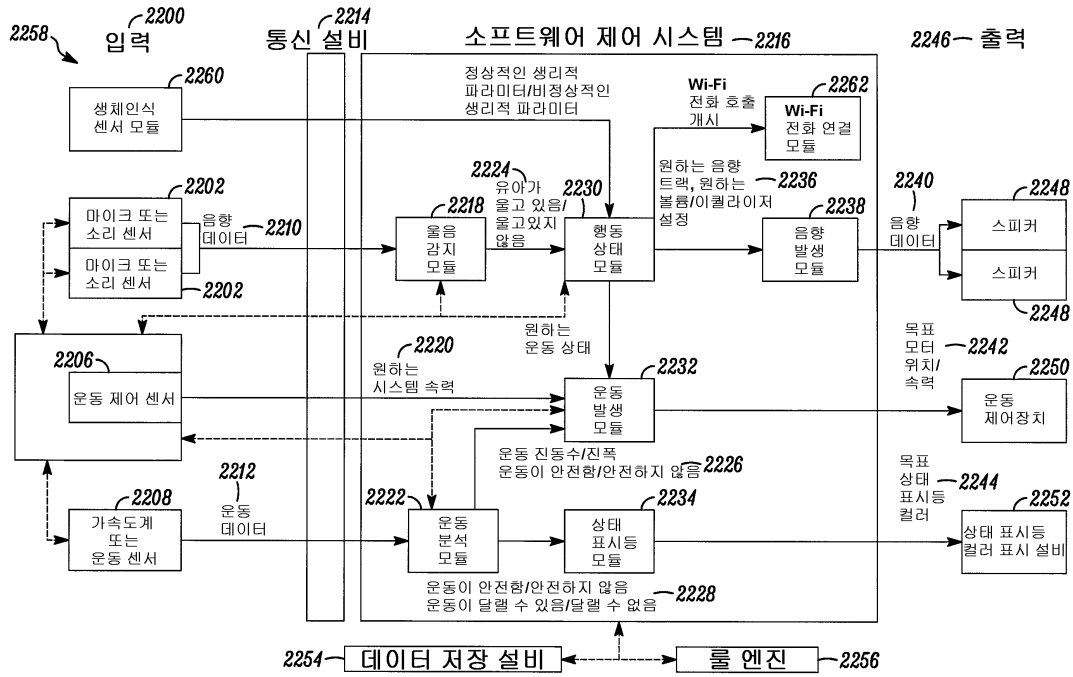 2258
2200
입력
2214
통신 설비
소프트웨어 제어 시스템
2216
2246
출력
2260
생체인식
센서 모듈
정상적인 생리적
파라미터/비정상적인
생리적 파라미터
Wi-Fi
전화 호출
개시
2262
Wi-Fi
전화 연결
모듈
2202
마이크 또는
소리 센서
마이크 또는
소리 센서
2202
음향
데이터
2210
2218
울음
감지
모듈
2224
유아가
울고 있음/
울고있지
않음
2230
행동
상태
모듈
원하는 음향
트랙, 원하는
볼륨/이퀄라이저
설정
2236
2238
음향
발생
모듈
2240
음향
데이터
2248
스피커
스피커
2248
원하는
운동 상태
2206
운동 제어 센서
2220
원하는
시스템 속력
2232
운동
발생
모듈
목표
모터
위치/
속력
2242
2250
운동
제어장치
운동 진동수/진폭
운동이 안전함/안전하지 않음
2226
2208
가속도계
또는
운동 센서
2212
운동
데이터
2222
운동
분석
모듈
2234
상태
표시등
모듈
목표
상태
표시등
컬러
2244
2252
상태 표시등
컬러 표시 설비
운동이 안전함/안전하지 않음
운동이 달랠 수 있음/달랠 수 없음
2228
2254
데이터 저장 설비
룰 엔진
2256